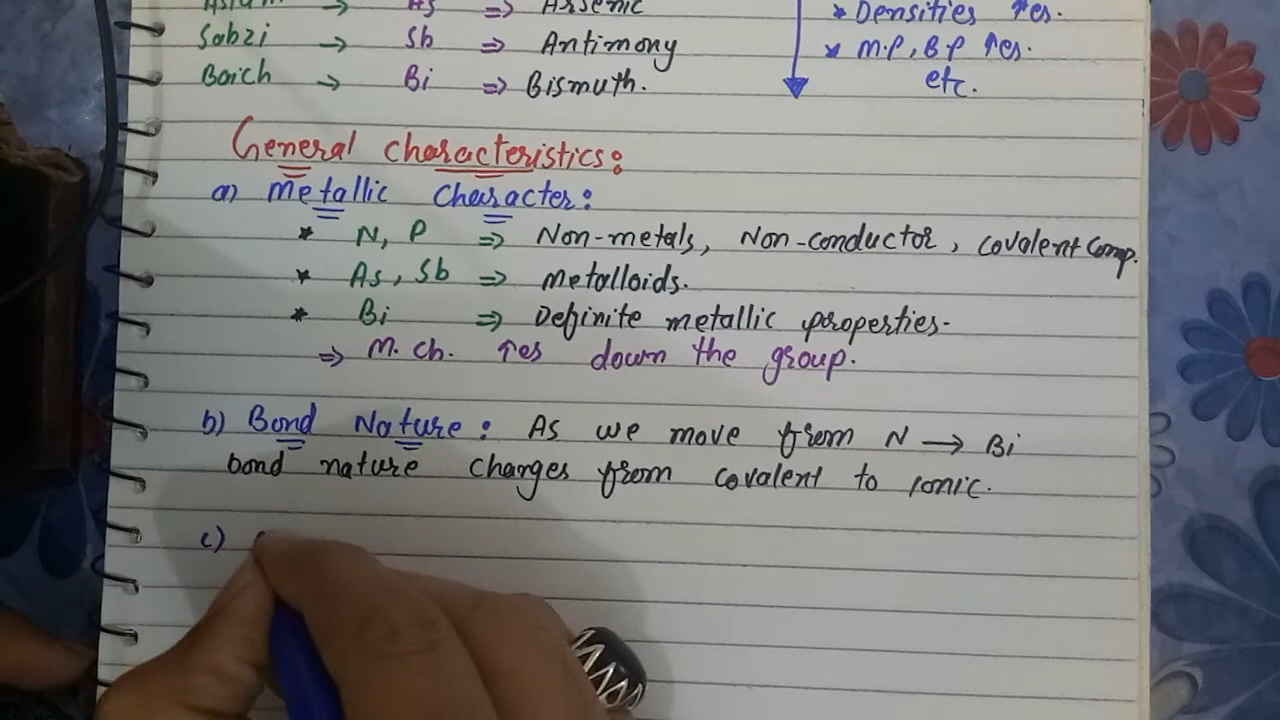 As => Arsenic
Sabzi → Sb => Antimony
Baich → Bi => Bismuth.
* Densities ↑es.
* M.P, B.P ↑es.
etc.
General Characteristics:
a) Metallic Character:
* N, P => Non-metals, Non-conductor, Covalent Comp.
* As, Sb => Metalloids.
* Bi => Definite metallic properties.
=> M. Ch. ↑es down the group.
b) Bond Nature: As we move from N → Bi
bond nature changes from covalent to ionic.
c)